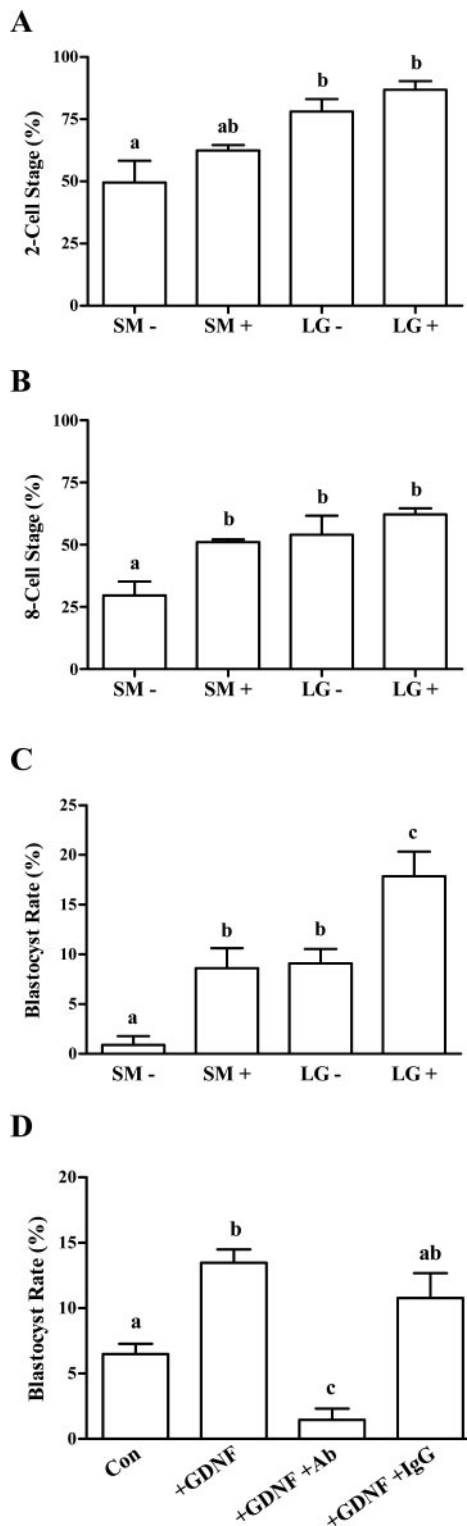 A
2-Cell Stage (%)
100
75
50
25
0
a
ab
b
b
SM - SM + LG - LG +
B
8-Cell Stage (%)
100
75
50
25
0
a
b
b
b
SM - SM + LG - LG +
C
Blastocyst Rate (%)
25
20
15
10
5
0
a
b
b
c
SM - SM + LG - LG +
D
Blastocyst Rate (%)
20
15
10
5
0
a
b
c
ab
Con
+GDNF
+GDNF +Ab
+GDNF +IgG